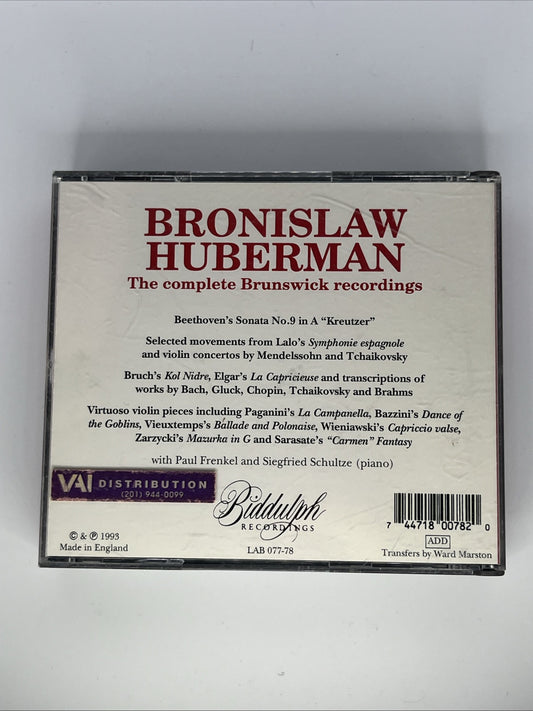 BRONISLAW
HUBERMAN
The complete Brunswick recordings
Beethoven's Sonata No.9 in A “Kreutzer”
Selected movements from Lalo's Symphonie espagnole
and violin concertos by Mendelssohn and Tchaikovsky
Bruch's Kol Nidre, Elgar's La Capricieuse and transcriptions of
works by Bach, Gluck, Chopin, Tchaikovsky and Brahms
Virtuoso violin pieces including Paganini's La Campanella, Bazzini's Dance of
the Goblins, Vieuxtemps's Ballade and Polonaise, Wieniawski's Capriccio valse,
Zarzycki's Mazurka in G and Sarasate's “Carmen” Fantasy
with Paul Frenkel and Siegfried Schultze (piano)
VAI DISTRIBUTION
(201) 944-0099
Biddulph
RECORDINGS
LAB 077-78
© & ℗ 1993
Made in England
7 44718 00782 0
ADD
Transfers by Ward Marston